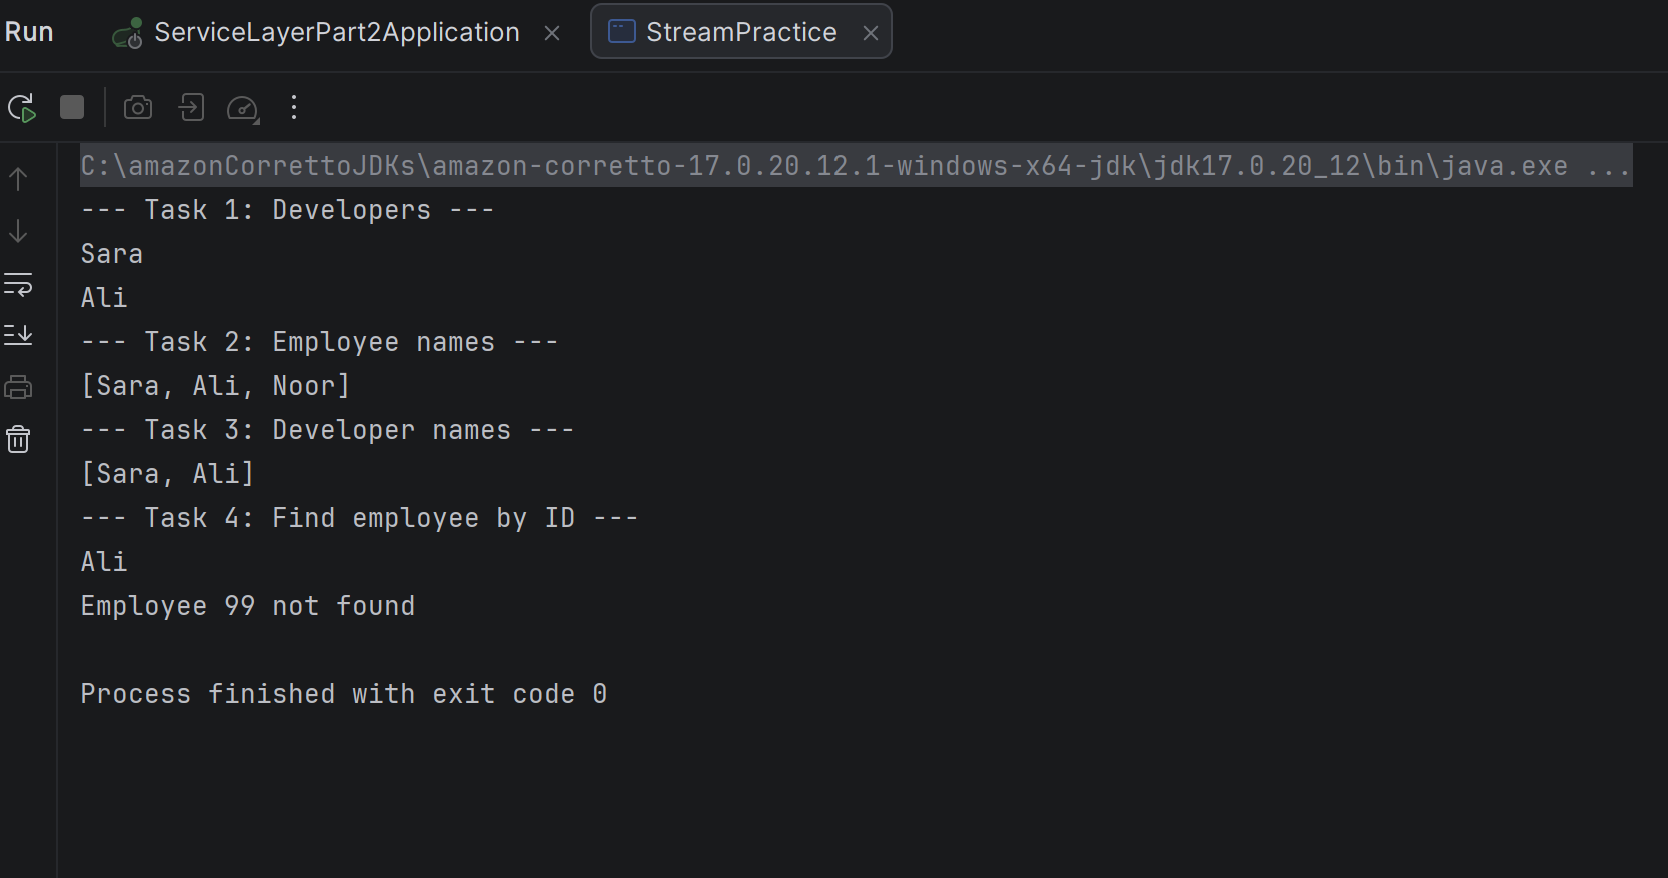 Run ServiceLayerPart2Application StreamPractice
C:\amazonCorrettoJDKs\amazon-corretto-17.0.20.12.1-windows-x64-jdk\jdk17.0.20_12\bin\java.exe ...
--- Task 1: Developers ---
Sara
Ali
--- Task 2: Employee names ---
[Sara, Ali, Noor]
--- Task 3: Developer names ---
[Sara, Ali]
--- Task 4: Find employee by ID ---
Ali
Employee 99 not found
Process finished with exit code 0